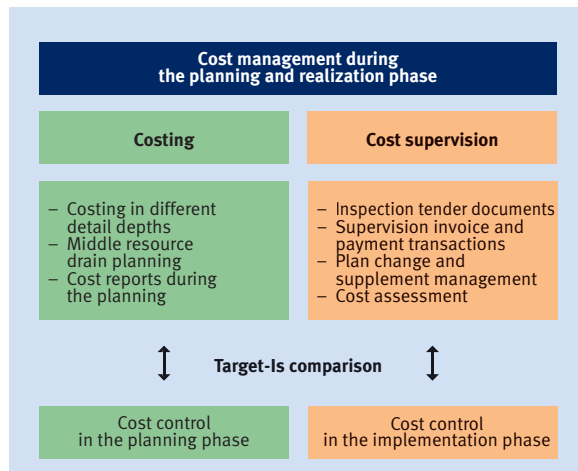 Cost management during
the planning and realization phase
Costing
Cost supervision
– Costing in different
detail depths
– Middle resource
drain planning
– Cost reports during
the planning
– Inspection tender documents
– Supervision invoice and
payment transactions
– Plan change and
supplement management
– Cost assessment
Target-Is comparison
Cost control
in the planning phase
Cost control
in the implementation phase